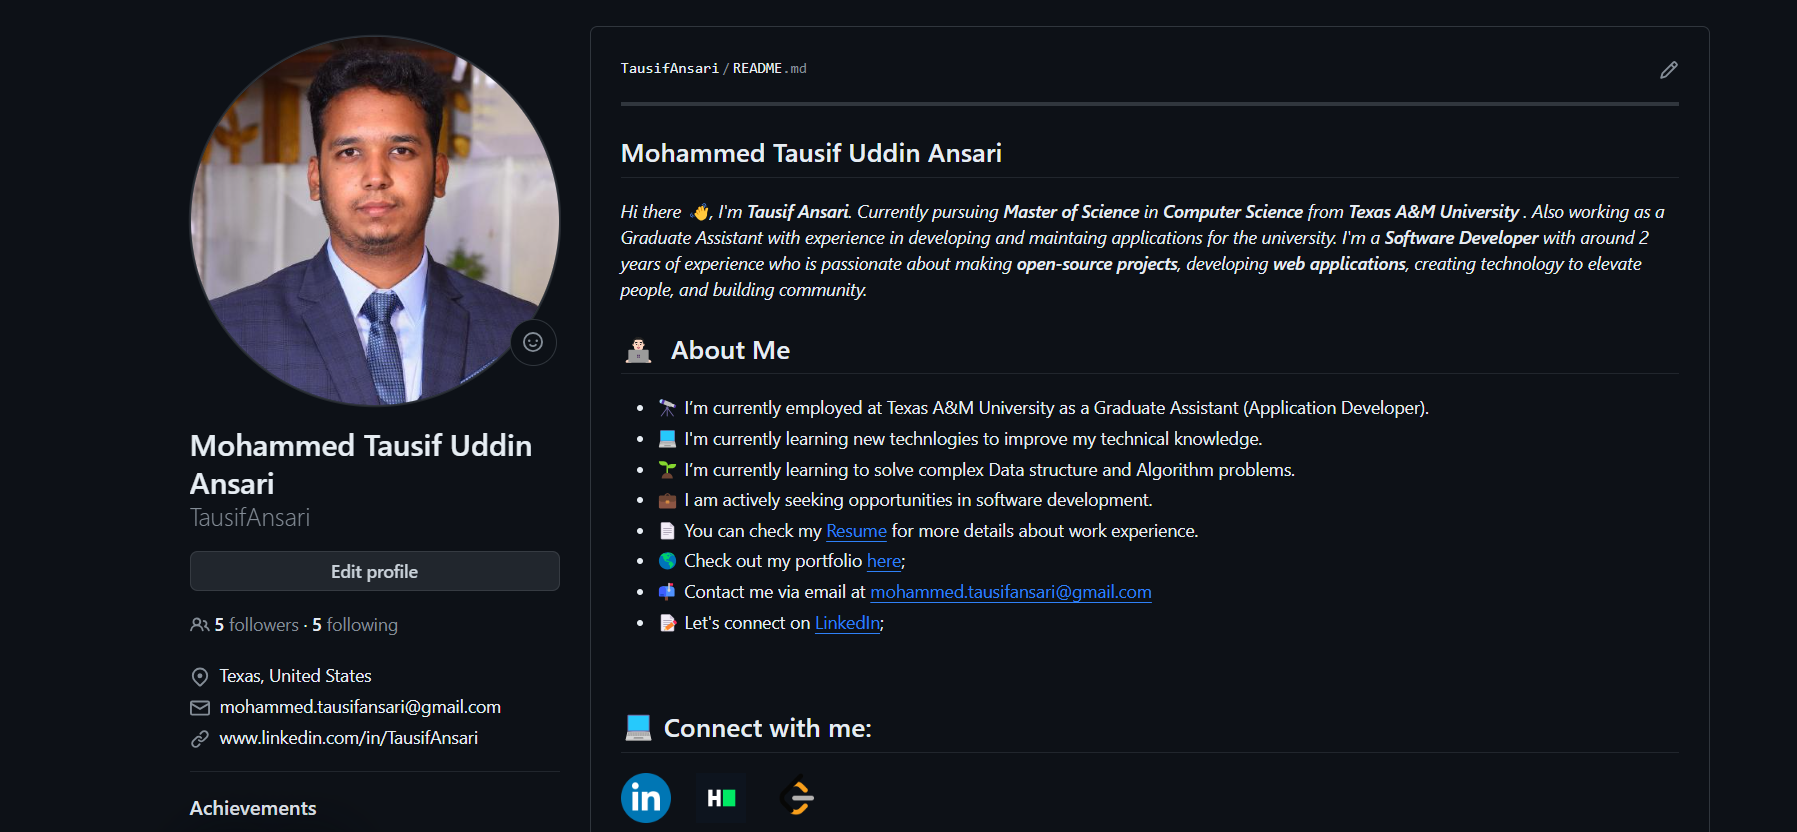 TausifAnsari/README.md
Mohammed Tausif Uddin Ansari
Hi there 👋, I'm Tausif Ansari. Currently pursuing Master of Science in Computer Science from Texas A&M University . Also working as a
Graduate Assistant with experience in developing and maintaing applications for the university. I'm a Software Developer with around 2
years of experience who is passionate about making open-source projects, developing web applications, creating technology to elevate
people, and building community.
About Me
I’m currently employed at Texas A&M University as a Graduate Assistant (Application Developer).
I'm currently learning new technlogies to improve my technical knowledge.
I’m currently learning to solve complex Data structure and Algorithm problems.
I am actively seeking opportunities in software development.
You can check my Resume for more details about work experience.
Check out my portfolio here;
Contact me via email at mohammed.tausifansari@gmail.com
Let's connect on LinkedIn;
Connect with me:
in
H
Mohammed Tausif Uddin
Ansari
TausifAnsari
Edit profile
5 followers · 5 following
Texas, United States
mohammed.tausifansari@gmail.com
www.linkedin.com/in/TausifAnsari
Achievements